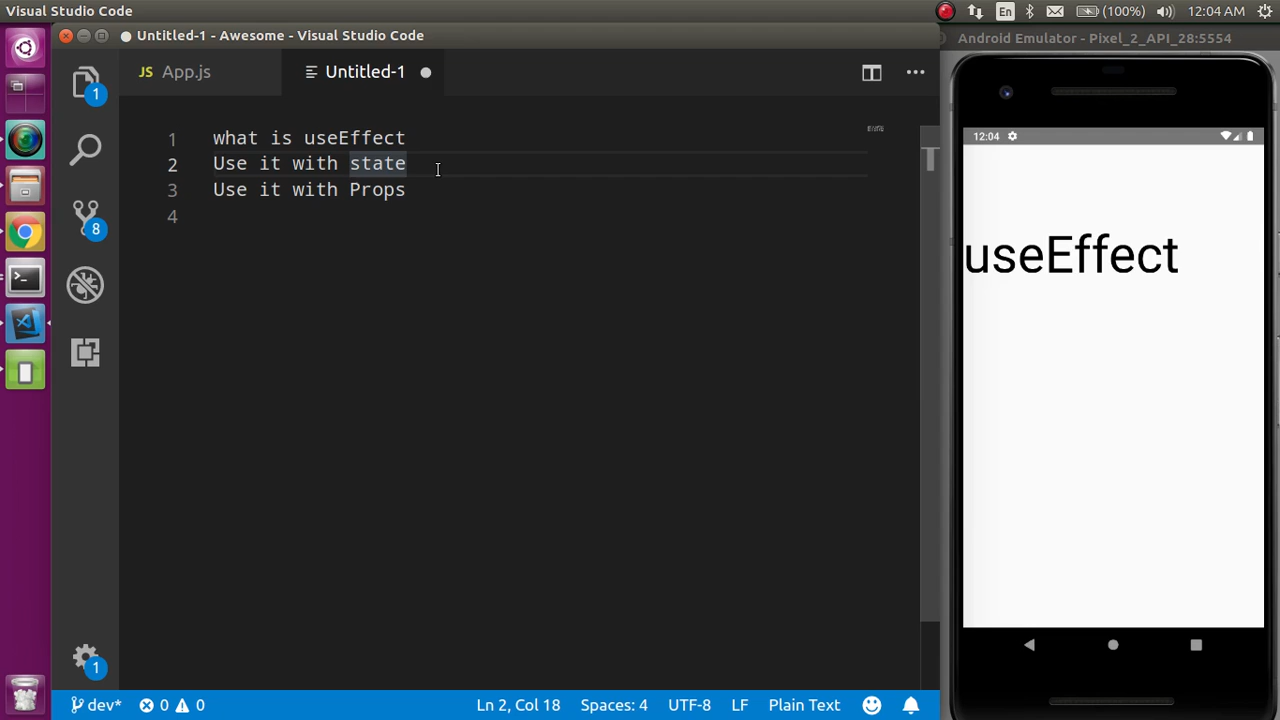 Visual Studio Code
En
(100%)
12:04 AM
Untitled-1 - Awesome - Visual Studio Code
Android Emulator - Pixel_2_API_28:5554
JS App.js
Untitled-1
1
8
1
1 what is useEffect
2 Use it with state
3 Use it with Props
4
12:04
useEffect
dev*
0
0
Ln 2, Col 18
Spaces: 4
UTF-8
LF
Plain Text